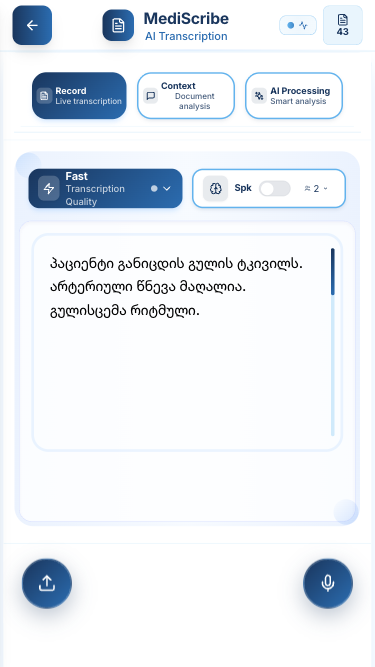 MediScribe
AI Transcription
43
Record
Live transcription
Context
Document
analysis
AI Processing
Smart analysis
Fast
Transcription
Quality
Spk
≈ 2
პაციენტი განიცდის გულის ტკივილს.
არტერიული წნევა მაღალია.
გულისცემა რიტმული.